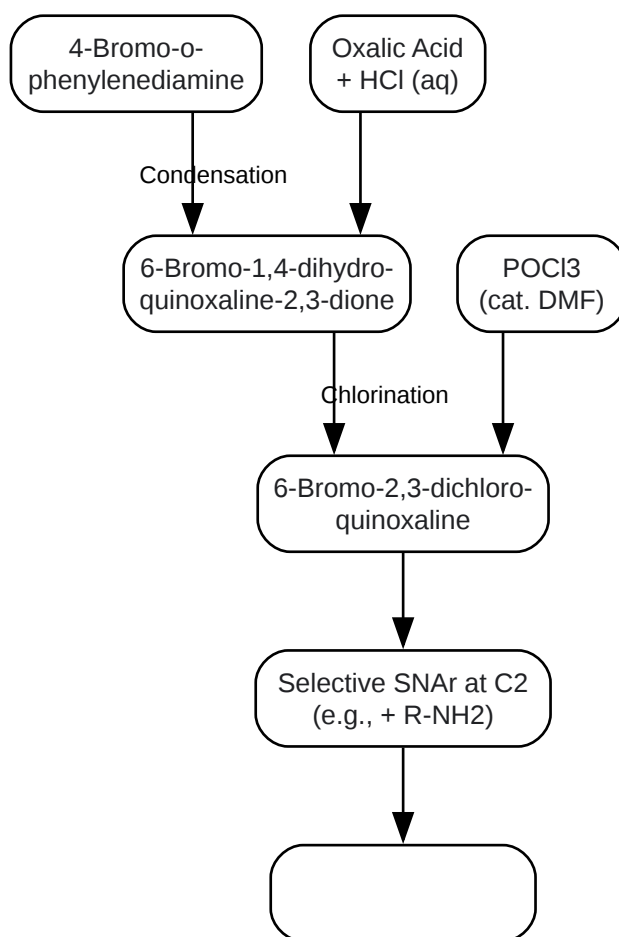 4-Bromo-o-
phenylenediamine
Oxalic Acid
+ HCl (aq)
Condensation
6-Bromo-1,4-dihydro-
quinoxaline-2,3-dione
POCl3
(cat. DMF)
Chlorination
6-Bromo-2,3-dichloro-
quinoxaline
Selective SNAr at C2
(e.g., + R-NH2)